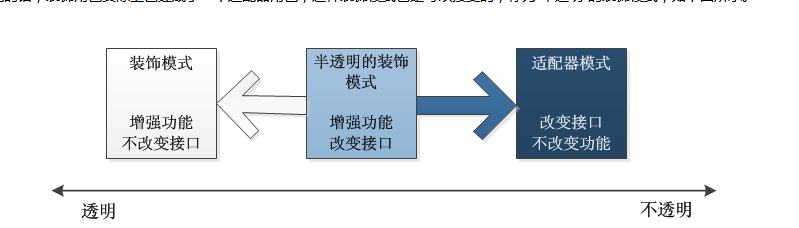 装饰模式
增强功能
不改变接口
半透明的装饰
模式
增强功能
改变接口
适配器模式
改变接口
不改变功能
透明
不透明